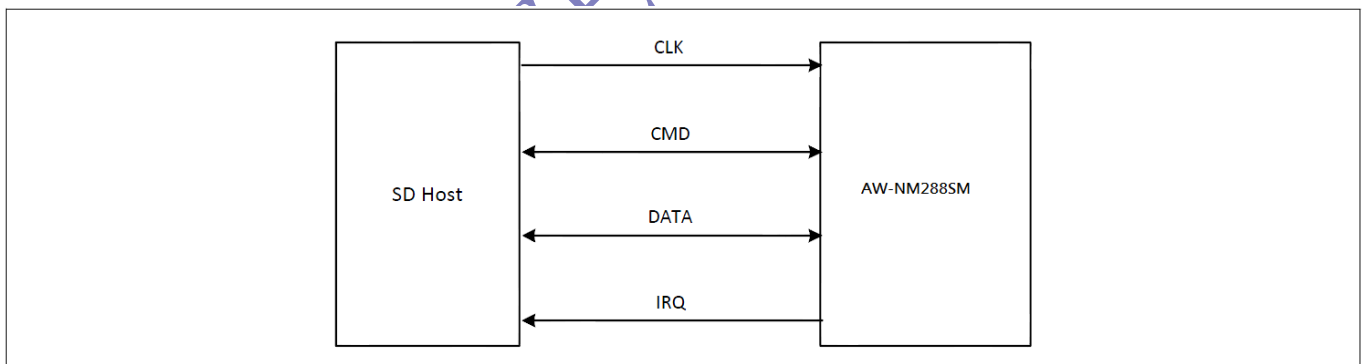 CLK
CMD
SD Host
AW-NM288SM
DATA
IRQ